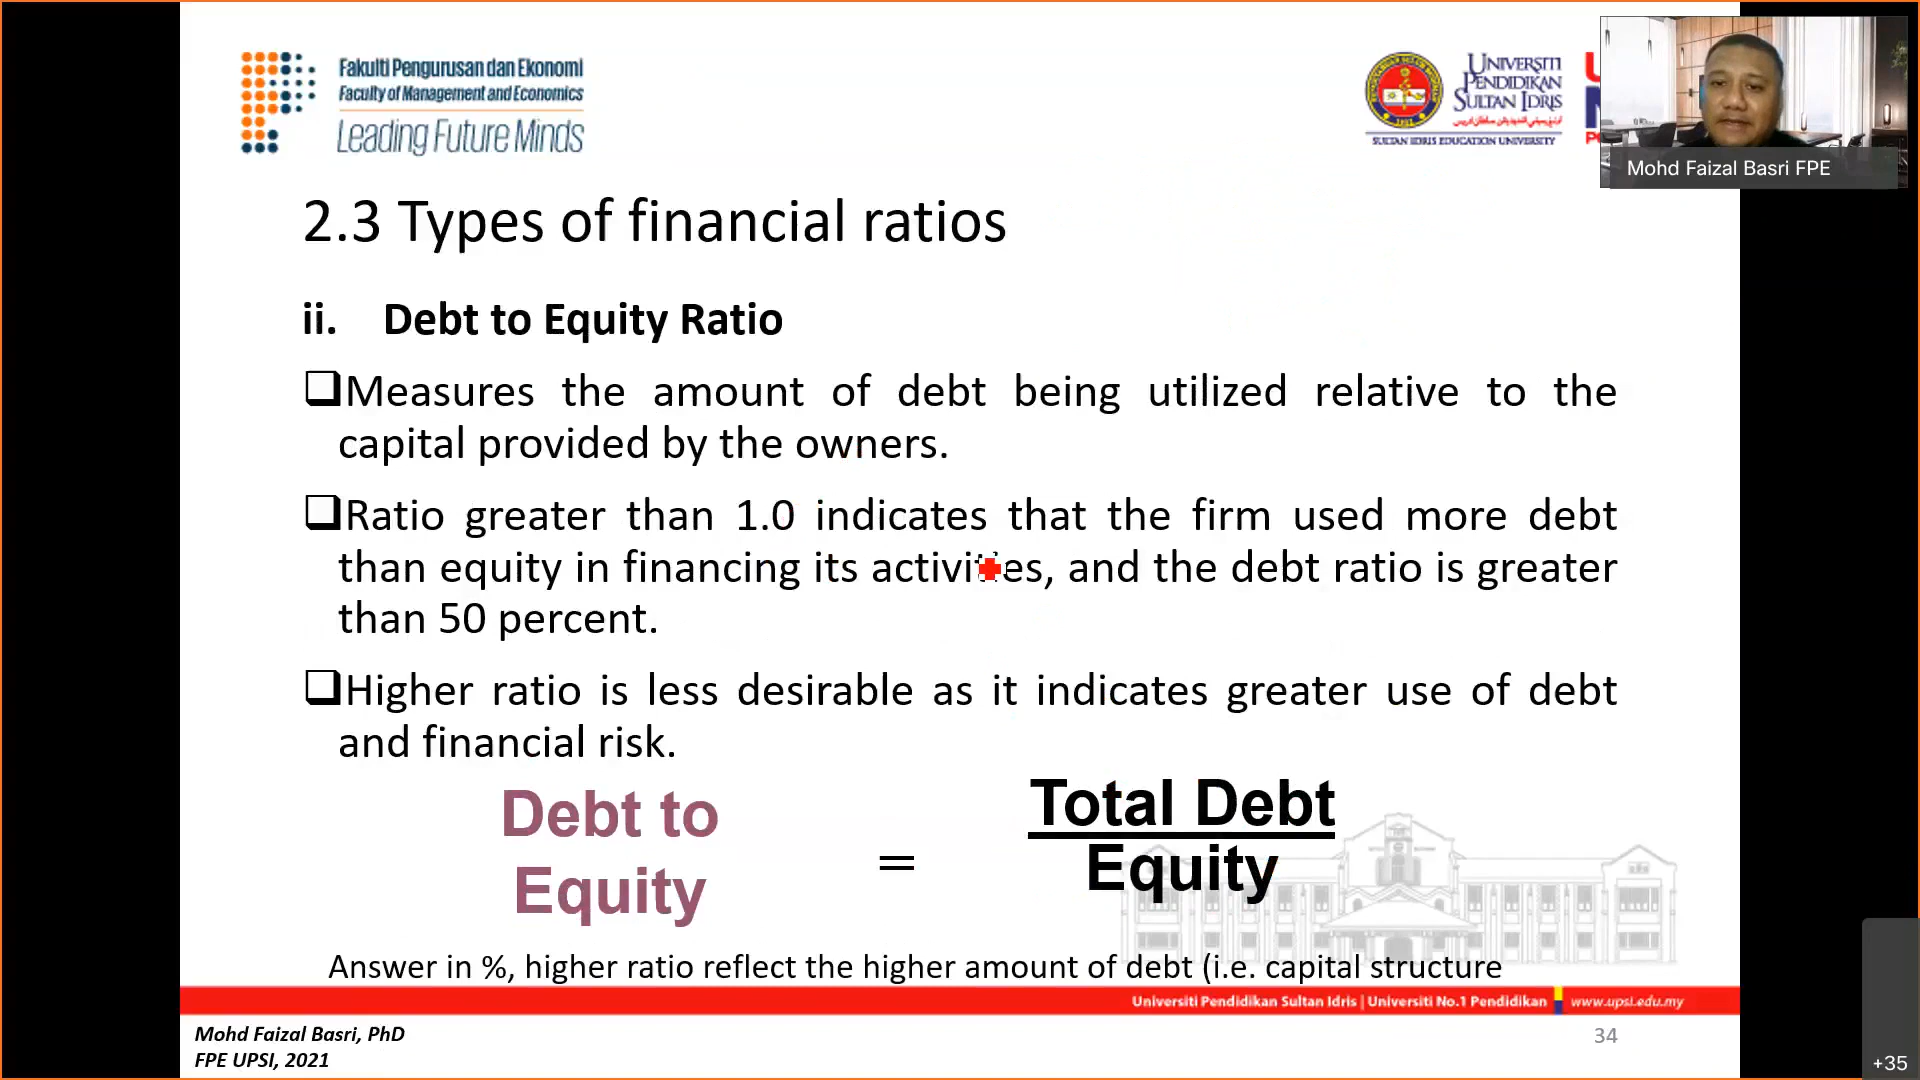 Fakulti Pengurusan dan Ekonomi
Faculty of Management and Economics
Leading Future Minds
UNIVERSITI
PENDIDIKAN
SULTAN IDRIS
SULTAN IDRIS EDUCATION UNIVERSITY
Mohd Faizal Basri FPE
2.3 Types of financial ratios
ii. Debt to Equity Ratio
❑Measures the amount of debt being utilized relative to the
capital provided by the owners.
❑Ratio greater than 1.0 indicates that the firm used more debt
than equity in financing its activities, and the debt ratio is greater
than 50 percent.
❑Higher ratio is less desirable as it indicates greater use of debt
and financial risk.
Debt to
Equity
=
Total Debt
Equity
Answer in %, higher ratio reflect the higher amount of debt (i.e. capital structure
Universiti Pendidikan Sultan Idris | Universiti No.1 Pendidikan www.upsi.edu.my
Mohd Faizal Basri, PhD
FPE UPSI, 2021
34
+35